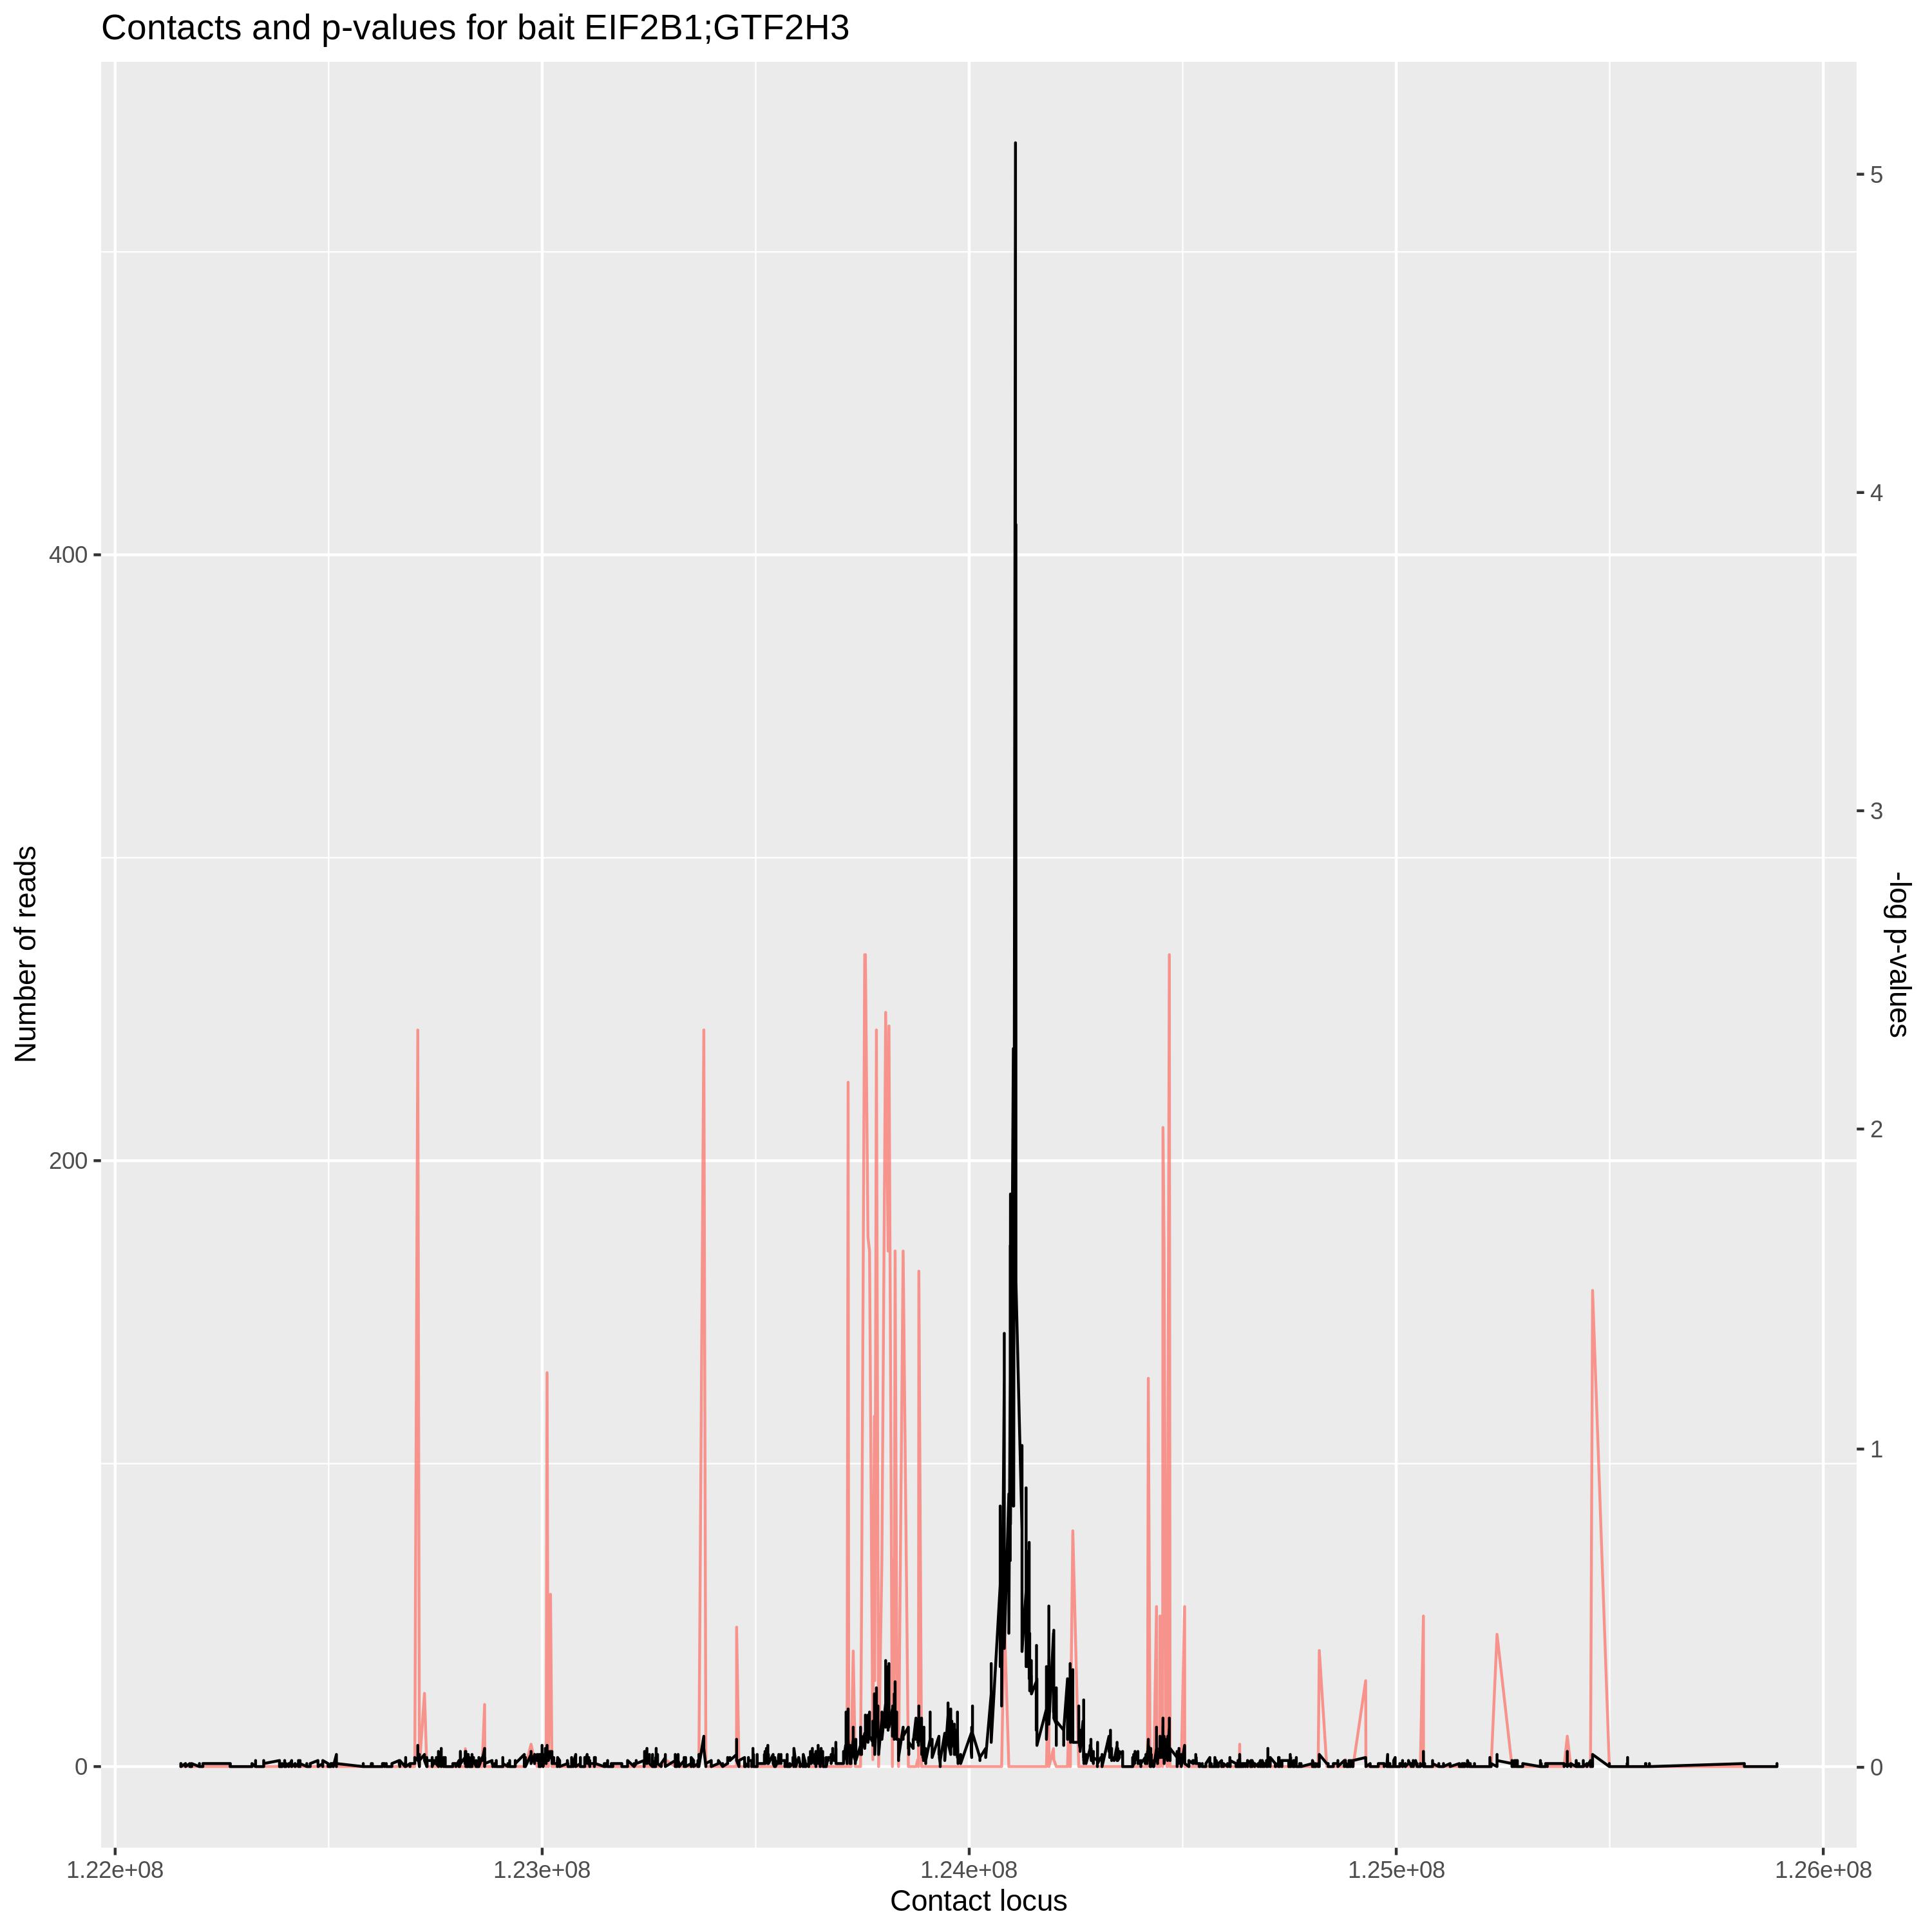 Contacts and p-values for bait EIF2B1;GTF2H3
Number of reads
400
200
0
5
4
3
2
1
0
-log p-values
1.22e+08
1.23e+08
1.24e+08
1.25e+08
1.26e+08
Contact locus